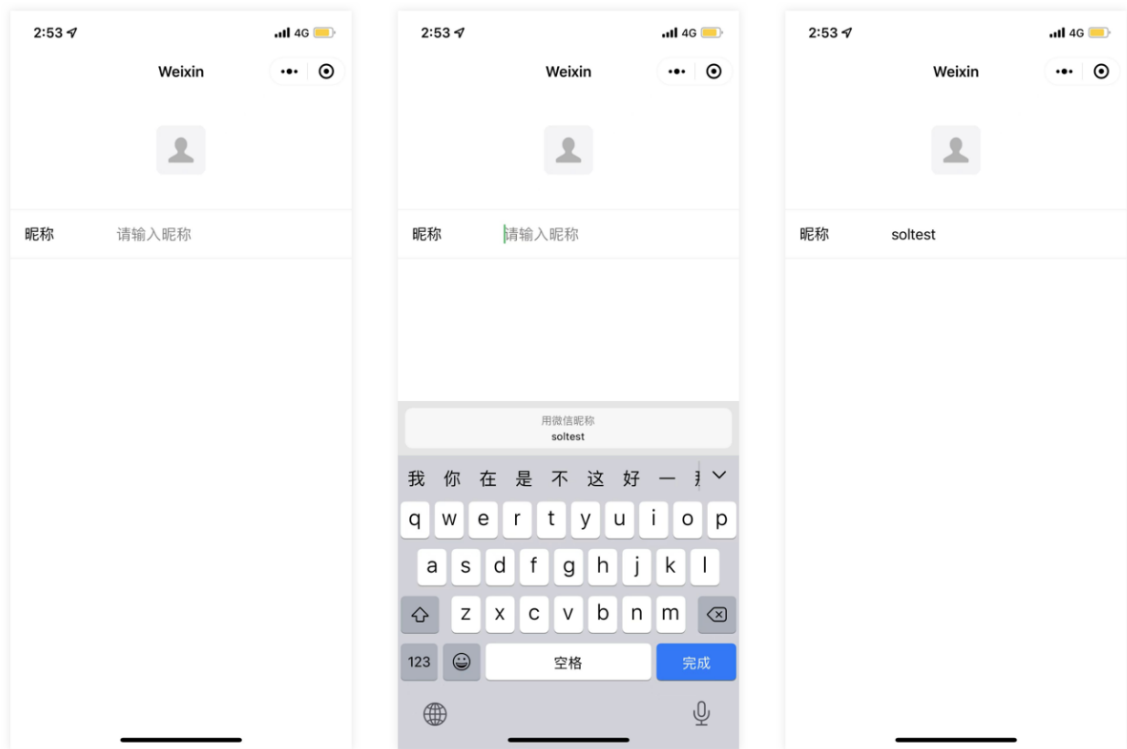 2:53
4G
Weixin
昵称 请输入昵称
2:53
4G
Weixin
昵称 请输入昵称
用微信昵称
soltest
我 你 在 是 不 这 好 一
q w e r t y u i o p
a s d f g h j k l
z x c v b n m
123 空格 完成
2:53
4G
Weixin
昵称 soltest